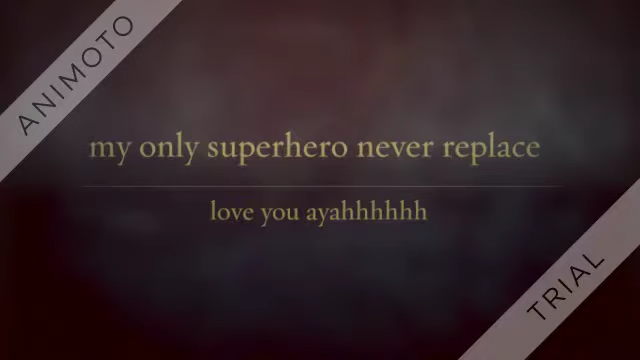 ANIMOTO
my only superhero never replace
love you ayahhhhhh
TRIAL